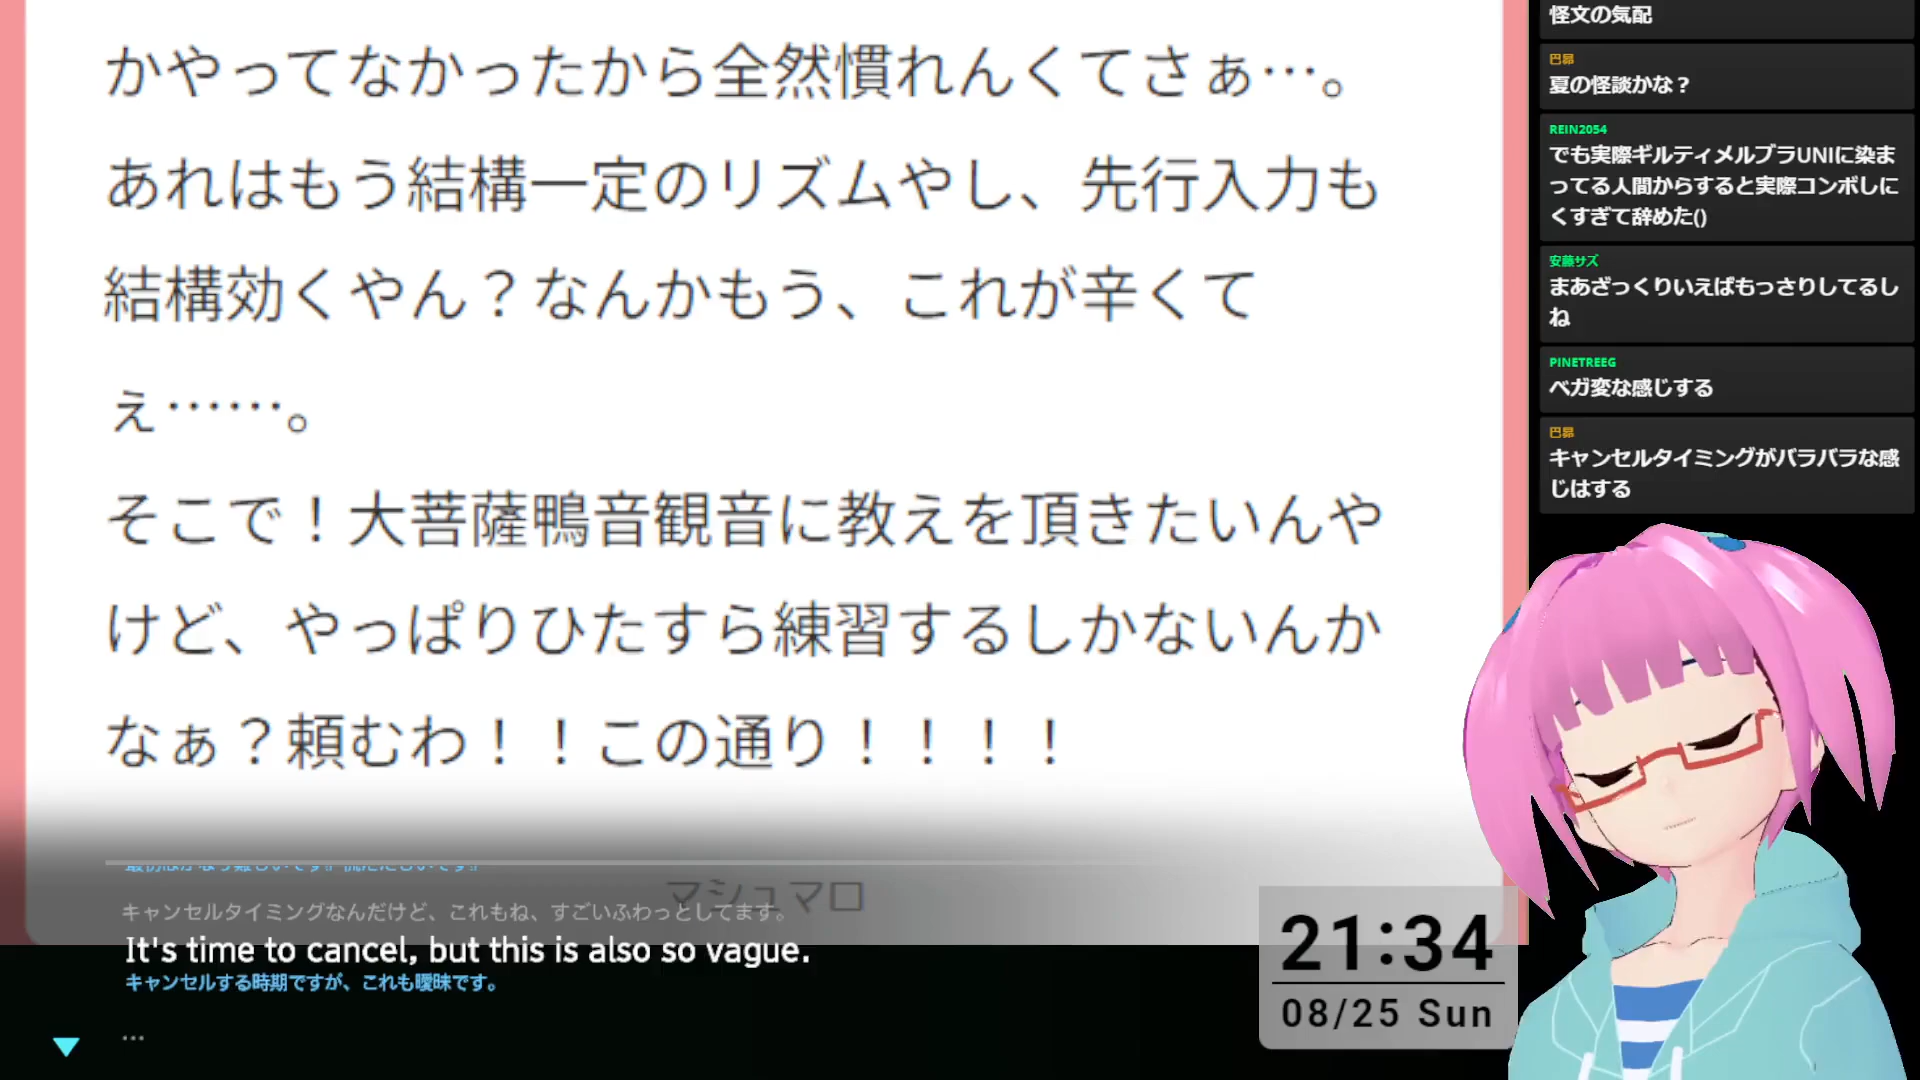 かやってなかったから全然慣れんくてさぁ…。
あれはもう結構一定のリズムやし、先行入力も
結構効くやん？なんかもう、これが辛くて
ぇ……。
そこで！大菩薩鴨音観音に教えを頂きたいんや
けど、やっぱりひたすら練習するしかないんか
なぁ？頼むわ！！この通り！！！！
マシュマロ
キャンセルタイミングなんだけど、これもね、すごいふわっとしてます。
It's time to cancel, but this is also so vague.
キャンセルする時期ですが、これも曖昧です。
...
21:34
08/25 Sun
怪文の気配
巴昴
夏の怪談かな？
REIN2054
でも実際ギルティメルブラUNIに染ま
ってる人間からすると実際コンボしに
くすぎて辞めた()
安藤サズ
まあざっくりいえばもっさりしてるし
ね
PINETREEG
ベガ変な感じする
巴昴
キャンセルタイミングがバラバラな感
じはする